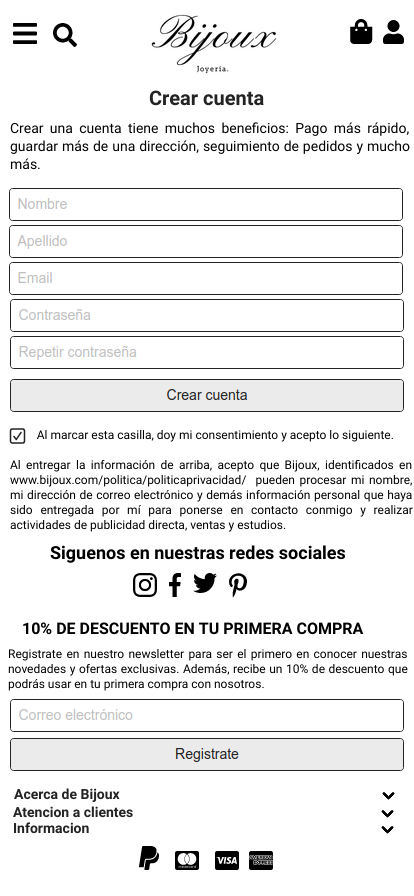 Bijoux
Joyería.
Crear cuenta
Crear una cuenta tiene muchos beneficios: Pago más rápido,
guardar más de una dirección, seguimiento de pedidos y mucho
más.
Nombre
Apellido
Email
Contraseña
Repetir contraseña
Crear cuenta
Al marcar esta casilla, doy mi consentimiento y acepto lo siguiente.
Al entregar la información de arriba, acepto que Bijoux, identificados en
www.bijoux.com/politica/politicaprivacidad/ pueden procesar mi nombre,
mi dirección de correo electrónico y demás información personal que haya
sido entregada por mí para ponerse en contacto conmigo y realizar
actividades de publicidad directa, ventas y estudios.
Siguenos en nuestras redes sociales
10% DE DESCUENTO EN TU PRIMERA COMPRA
Registrate en nuestro newsletter para ser el primero en conocer nuestras
novedades y ofertas exclusivas. Además, recibe un 10% de descuento que
podrás usar en tu primera compra con nosotros.
Correo electrónico
Registrate
Acerca de Bijoux
Atencion a clientes
Informacion
VISA